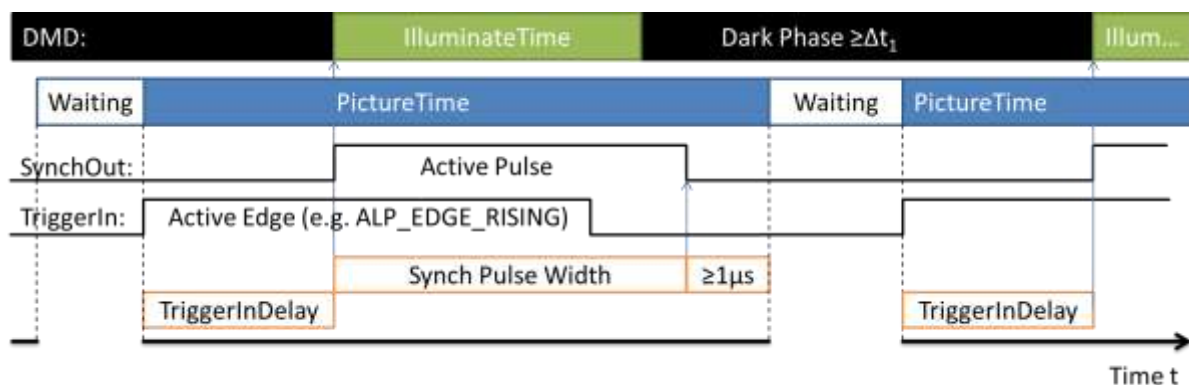 DMD: IlluminateTime Dark Phase ≥Δt₁ Illum...
Waiting PictureTime Waiting PictureTime
SynchOut: Active Pulse
TriggerIn: Active Edge (e.g. ALP_EDGE_RISING)
Synch Pulse Width ≥1µs
TriggerInDelay TriggerInDelay
Time t